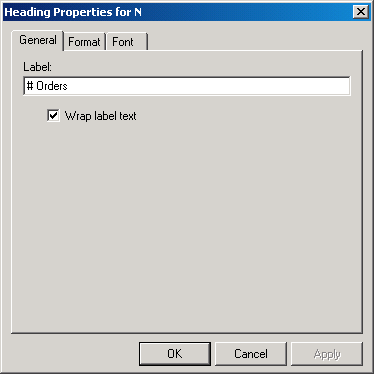 Heading Properties for N
General Format Font
Label:
# Orders
Wrap label text
OK Cancel Apply